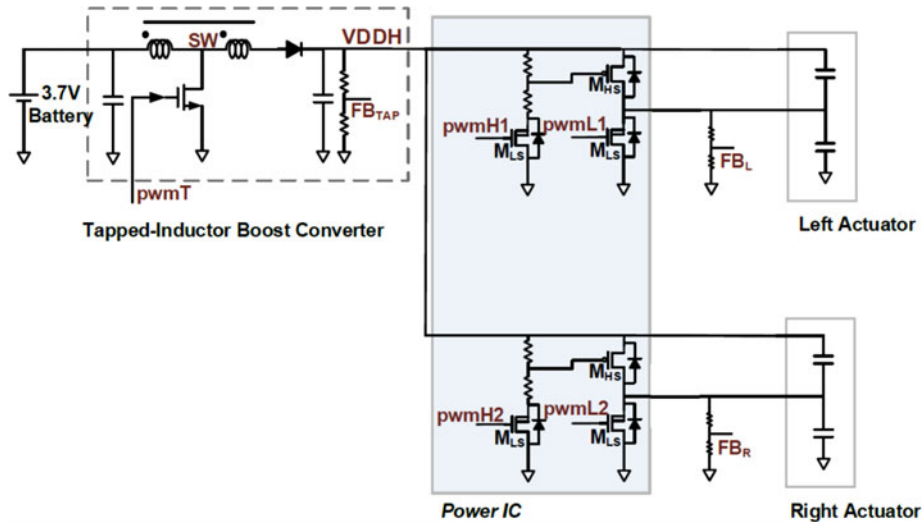 SW
VDDH
3.7V
Battery
FBTAP
pwmT
Tapped-Inductor Boost Converter
MHS
pwmH1
pwmL1
MLS
MLS
FBL
Left Actuator
MHS
pwmH2
pwmL2
MLS
MLS
FBR
Power IC
Right Actuator